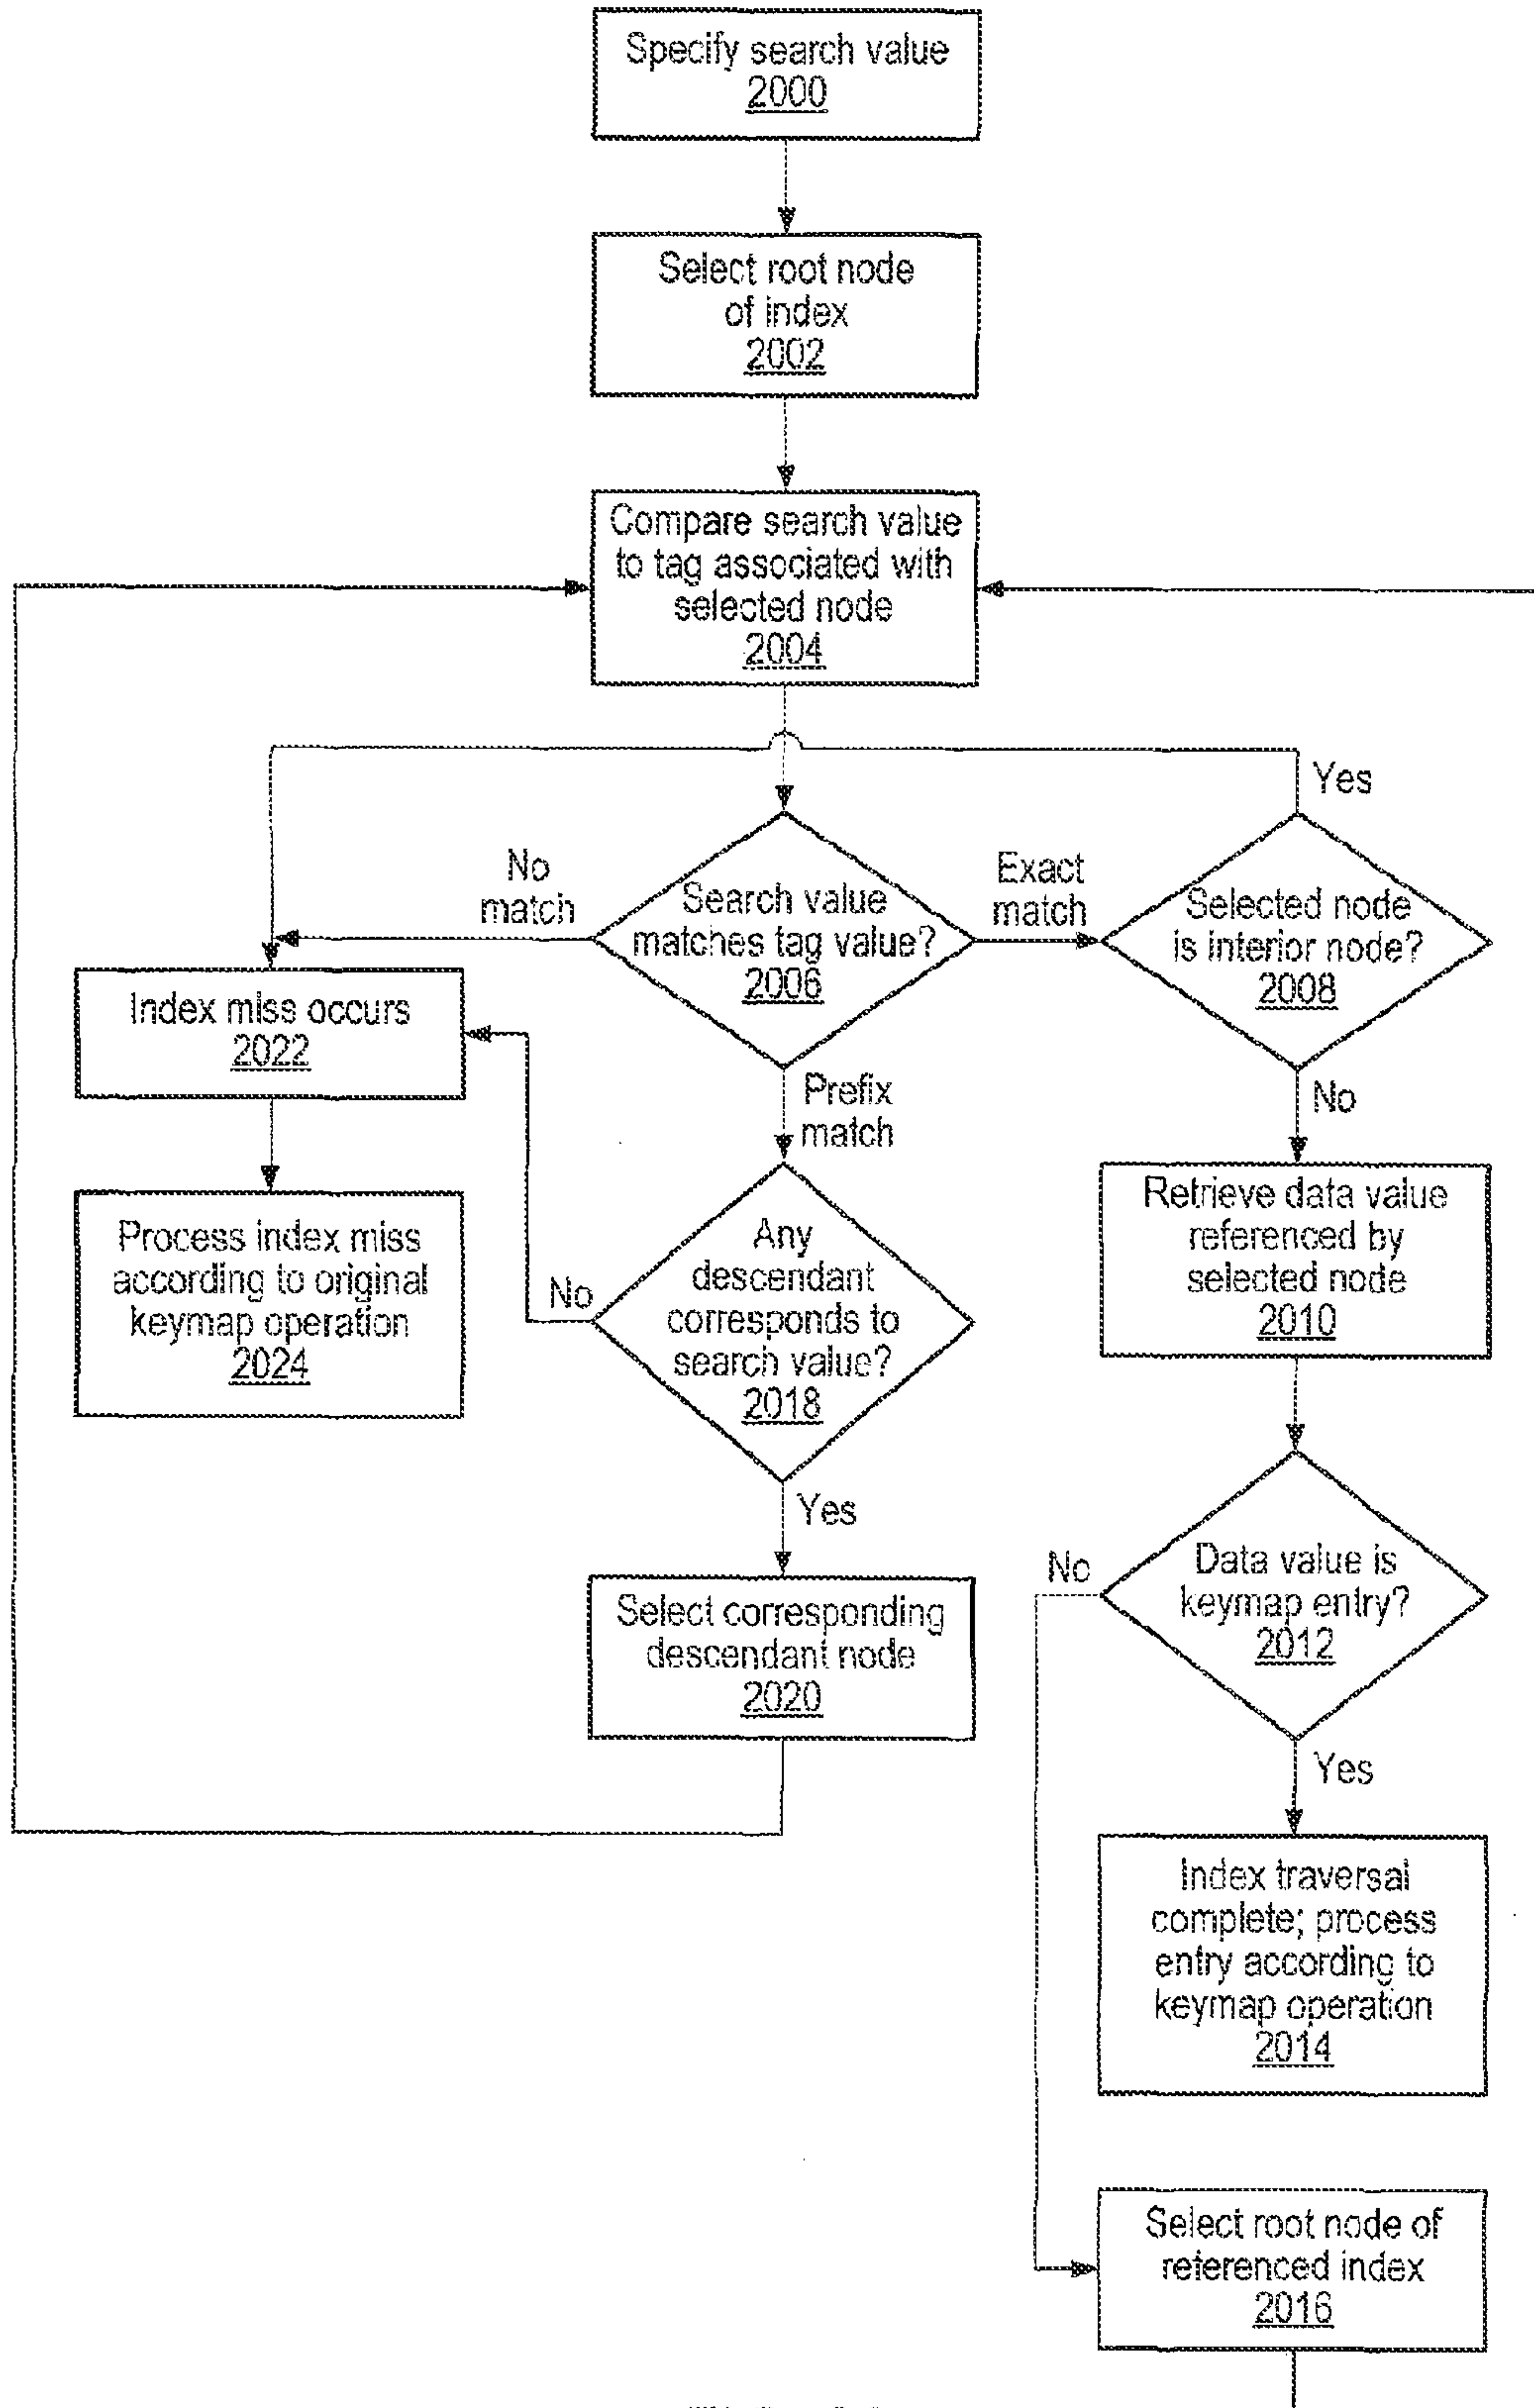 Specify search value
2000
Select root node
of index
2002
Compare search value
to tag associated with
selected node
2004
Yes
No
match
Search value
matches tag value?
2006
Exact
match
Selected node
is interior node?
2008
Index miss occurs
2022
Prefix
match
No
Process index miss
according to original
keymap operation
2024
No
Any
descendant
corresponds to
search value?
2018
Retrieve data value
referenced by
selected node
2010
Yes
Select corresponding
descendant node
2020
No
Data value is
keymap entry?
2012
Yes
Index traversal
complete; process
entry according to
keymap operation
2014
Select root node of
referenced index
2016